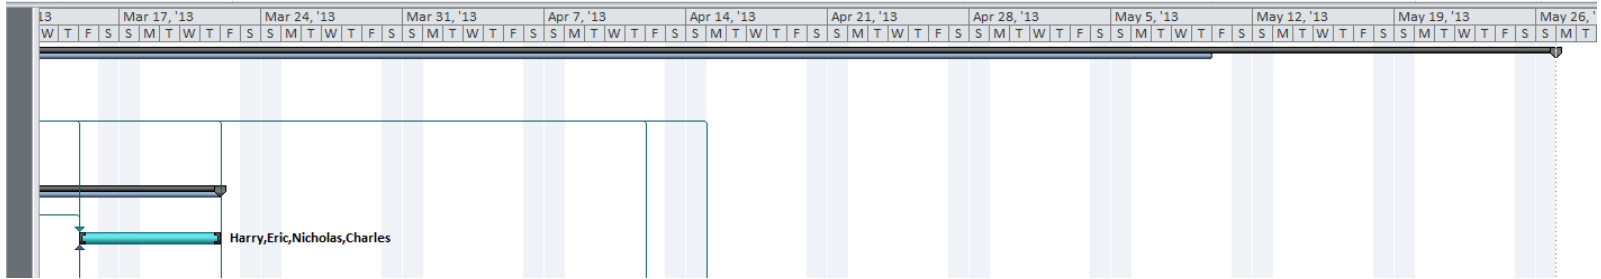 13 Mar 17, '13 Mar 24, '13 Mar 31, '13 Apr 7, '13 Apr 14, '13 Apr 21, '13 Apr 28, '13 May 5, '13 May 12, '13 May 19, '13 May 26, '
W T F S S M T W T F S S M T W T F S S M T W T F S S M T W T F S S M T W T F S S M T W T F S S M T W T F S S M T W T F S S M T W T F S S M T W T F S S M T W T F S S M T
Harry,Eric,Nicholas,Charles